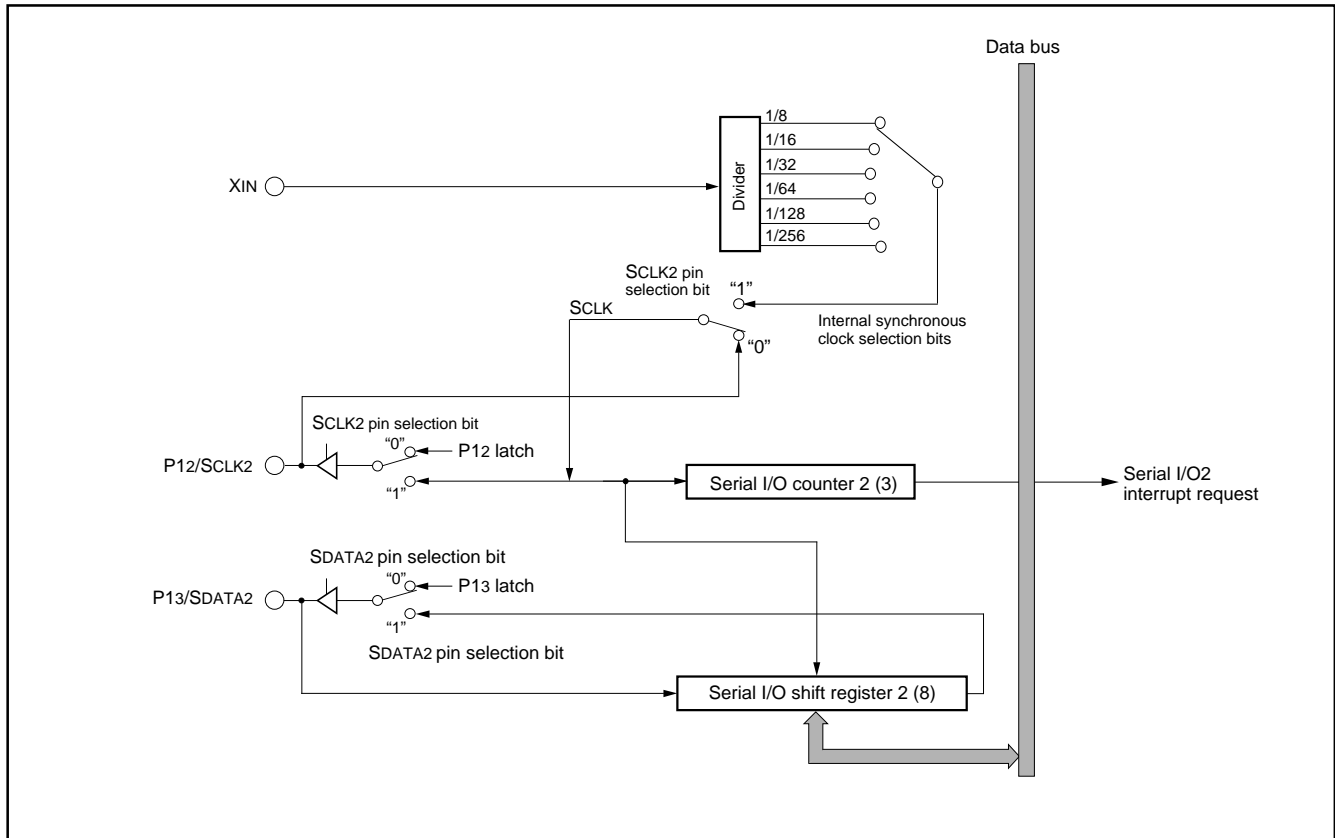 Data bus
1/8
1/16
1/32
1/64
1/128
1/256
Divider
XIN
SCLK2 pin
selection bit
“1”
SCLK
“0”
Internal synchronous
clock selection bits
SCLK2 pin selection bit
“0”
P12 latch
P12/SCLK2
“1”
Serial I/O counter 2 (3)
Serial I/O2
interrupt request
SDATA2 pin selection bit
“0”
P13 latch
P13/SDATA2
“1”
SDATA2 pin selection bit
Serial I/O shift register 2 (8)